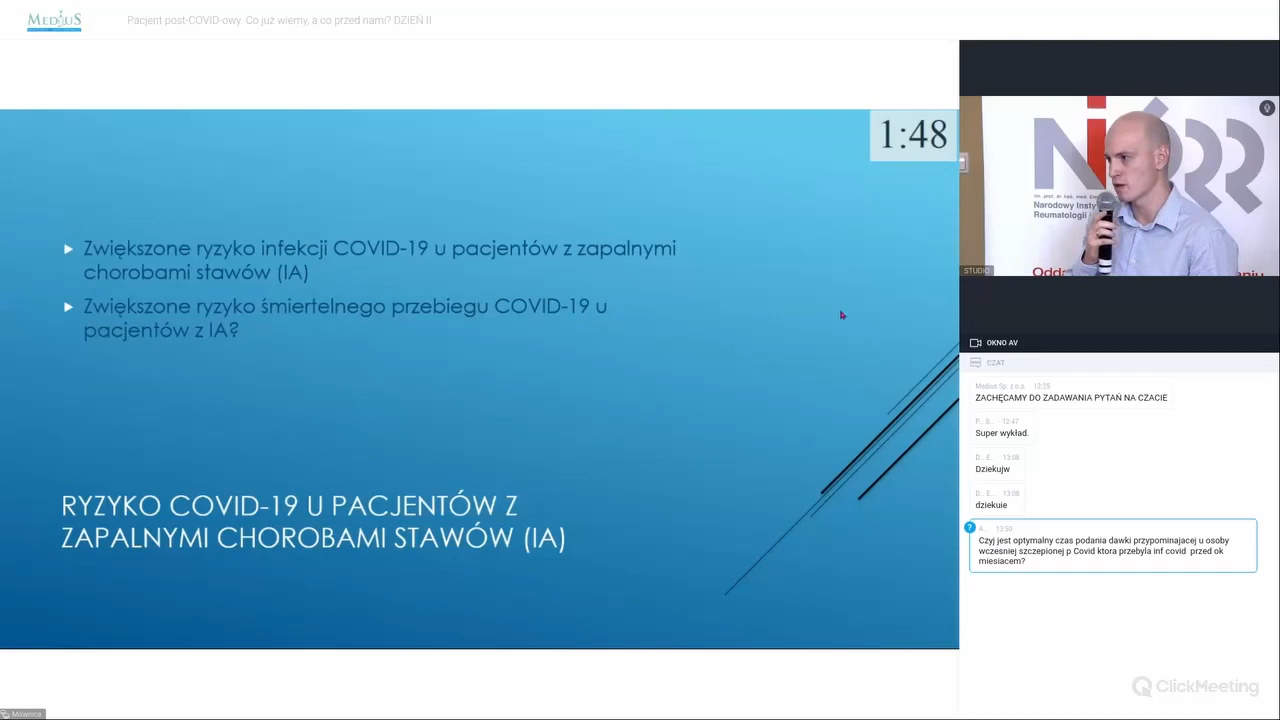 MEDIUS
Pacjent post-COVID-owy. Co już wiemy, a co przed nami? DZIEŃ II
1:48
Zwiększone ryzyko infekcji COVID-19 u pacjentów z zapalnymi
chorobami stawów (IA)
Zwiększone ryzyko śmiertelnego przebiegu COVID-19 u
pacjentów z IA?
RYZYKO COVID-19 U PACJENTÓW Z
ZAPALNYMI CHOROBAMI STAWÓW (IA)
Mównica
Narodowy Insty
Reumatologii i
STUDIO
OKNO AV
CZAT
Medius Sp. z o.o. 12:25
ZACHĘCAMY DO ZADAWANIA PYTAŃ NA CZACIE
P... S... 12:47
Super wykład.
D... E... 13:08
Dziekujw
D... E... 13:08
dziekuie
? A... 13:50
Czyj jest optymalny czas podania dawki przypominajacej u osoby
wczesniej szczepionej p Covid ktora przebyla inf covid przed ok
miesiacem?
ClickMeeting